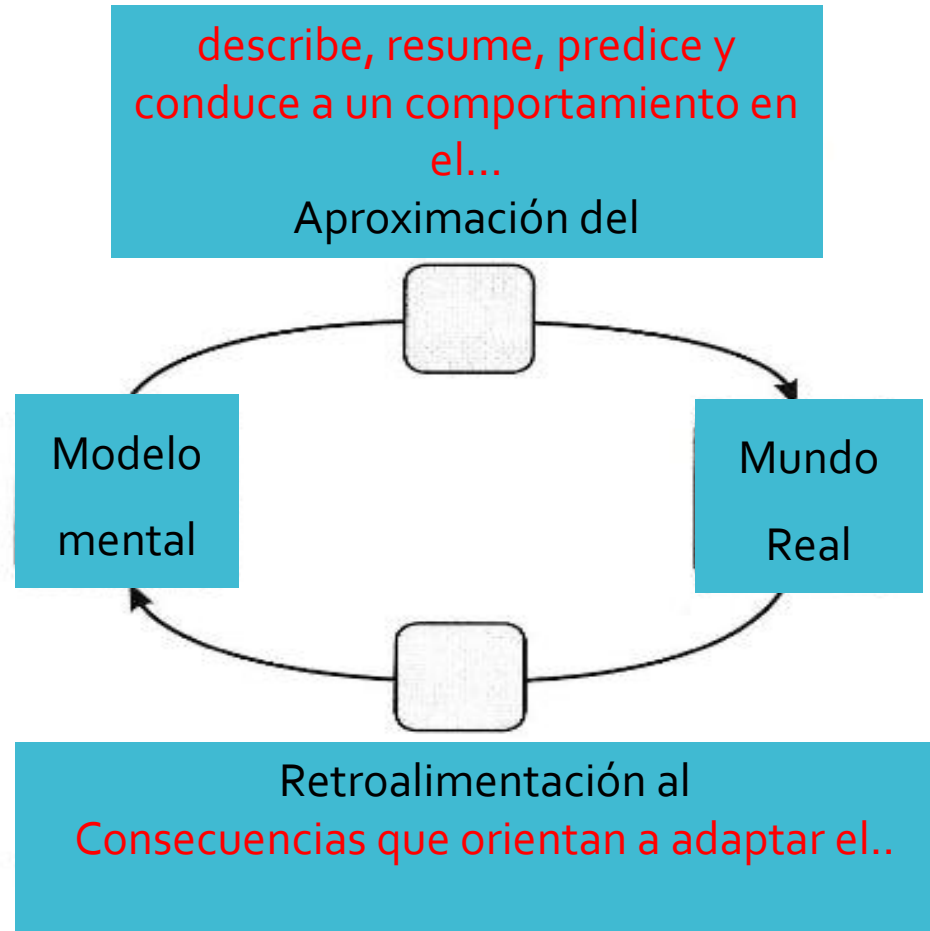 describe, resume, predice y
conduce a un comportamiento en
el...
Aproximación del
Modelo
mental
Mundo
Real
Retroalimentación al
Consecuencias que orientan a adaptar el..